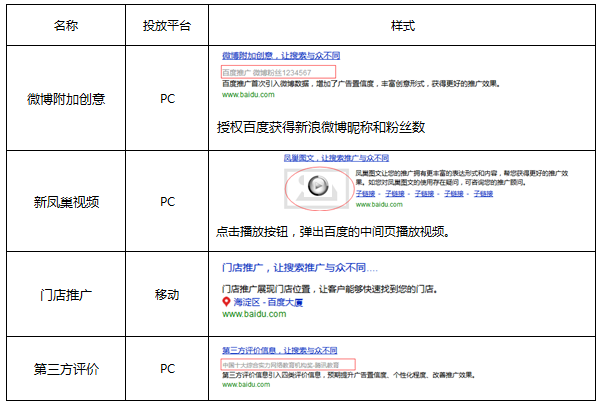 名称 投放平台 样式
微博附加创意 PC
微博附加创意，让搜索与众不同
百度推广 微博粉丝1234567
百度推广首次引入微博数据，增加了广告置信度，丰富创意形式，获得更好的推广效果。
www.baidu.com
授权百度获得新浪微博昵称和粉丝数
新凤巢视频 PC
凤巢图文，让搜索推广与众不同
凤巢图文让您的推广拥有更丰富的表达形式和内容，帮您获得更好的推广效
果。如您对凤巢图文的使用存在疑问，可咨询您的推广顾问。
子链接 - 子链接 - 子链接 - 子链接 - 子链接
www.baidu.com
点击播放按钮，弹出百度的中间页播放视频。
门店推广 移动
门店推广，让搜索推广与众不同....
门店推广展现门店位置，让客户能够快速找到您的门店。
海淀区 - 百度大厦
www.baidu.com
第三方评价 PC
第三方评价信息，让搜索推广与众不同
中国十大综合实力网络教育机构奖-腾讯教育
第三方评价信息引入四类评价信息，预期提升广告置信度、个性化程度、改善推广效果。
www.baidu.com